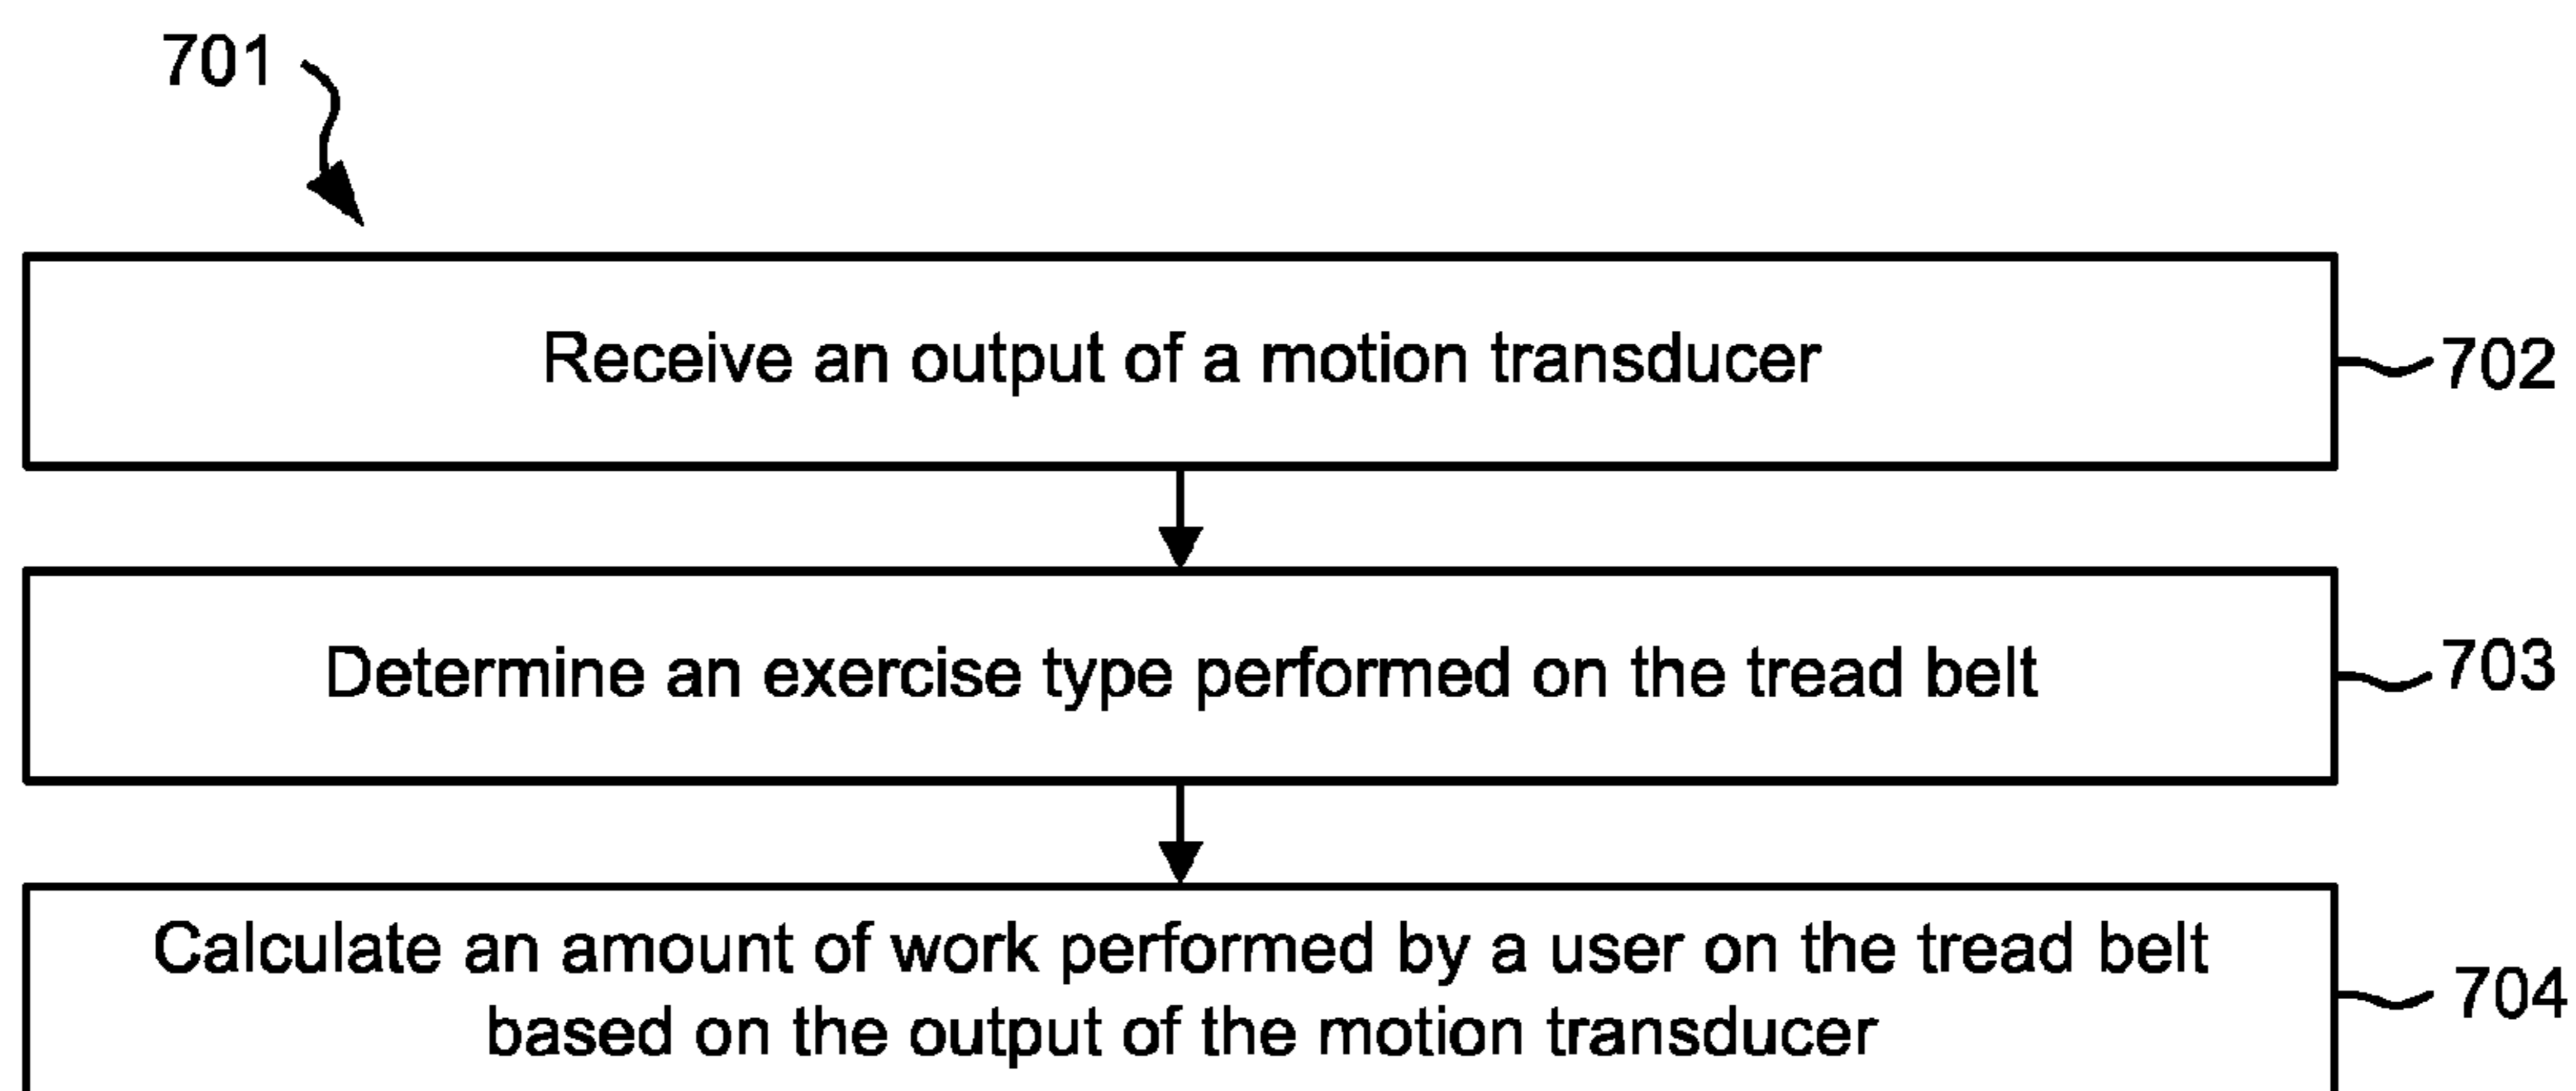 701
Receive an output of a motion transducer
702
Determine an exercise type performed on the tread belt
703
Calculate an amount of work performed by a user on the tread belt
based on the output of the motion transducer
704